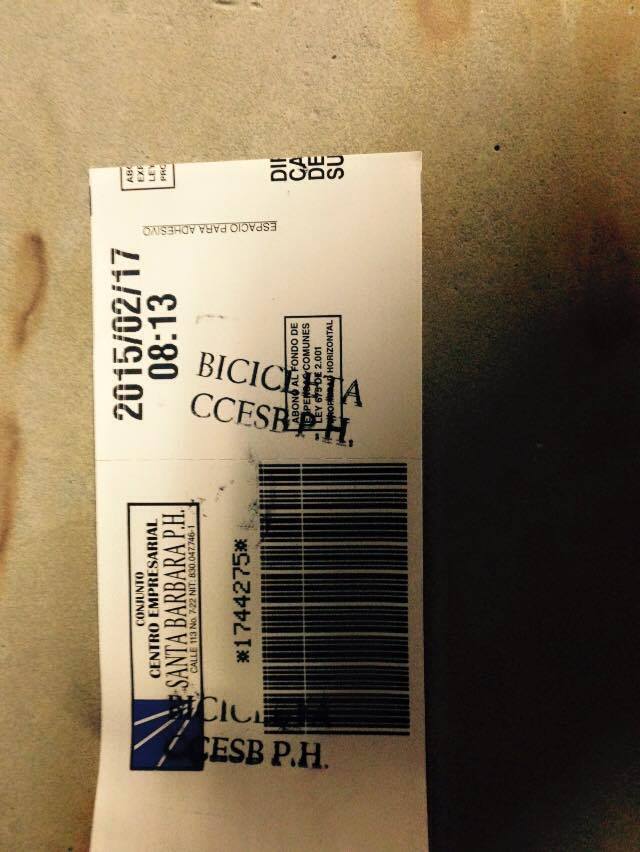 ESPACIO PARA ADHESIVO
2015/02/17
08:13
BICICLETA
CCESB P.H.
ABONO AL FONDO DE
EXPENSAS COMUNES
LEY 675 DE 2.001
PROPIEDAD HORIZONTAL
CONJUNTO
CENTRO EMPRESARIAL
SANTA BARBARA P.H.
CALLE 113 No. 7-22 NIT: 830.047.746-1
*1744275*
BICICLETA
CCESB P.H.